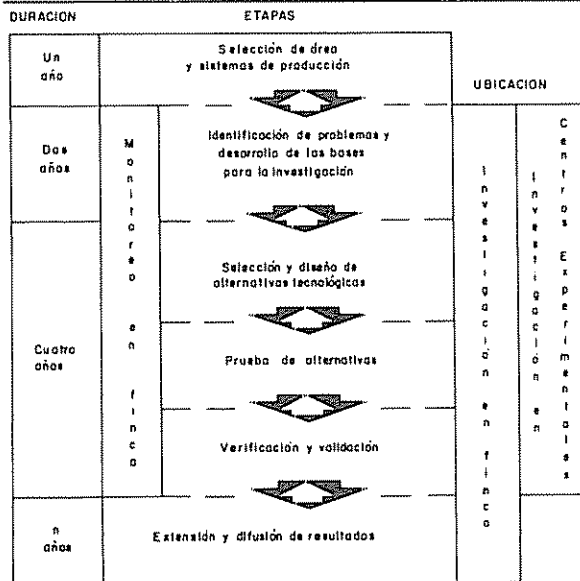 DURACION
ETAPAS
Un
año
Selección de área
y sistemas de producción
UBICACION
Dos
años
Monitoreo en finca
Identificación de problemas y
desarrollo de las bases
para la investigación
Investigación en finca
Investigación en
Centros Experimentales
Cuatro
años
Selección y diseño de
alternativas tecnológicas
Prueba de alternativas
Verificación y validación
n
años
Extensión y difusión de resultados